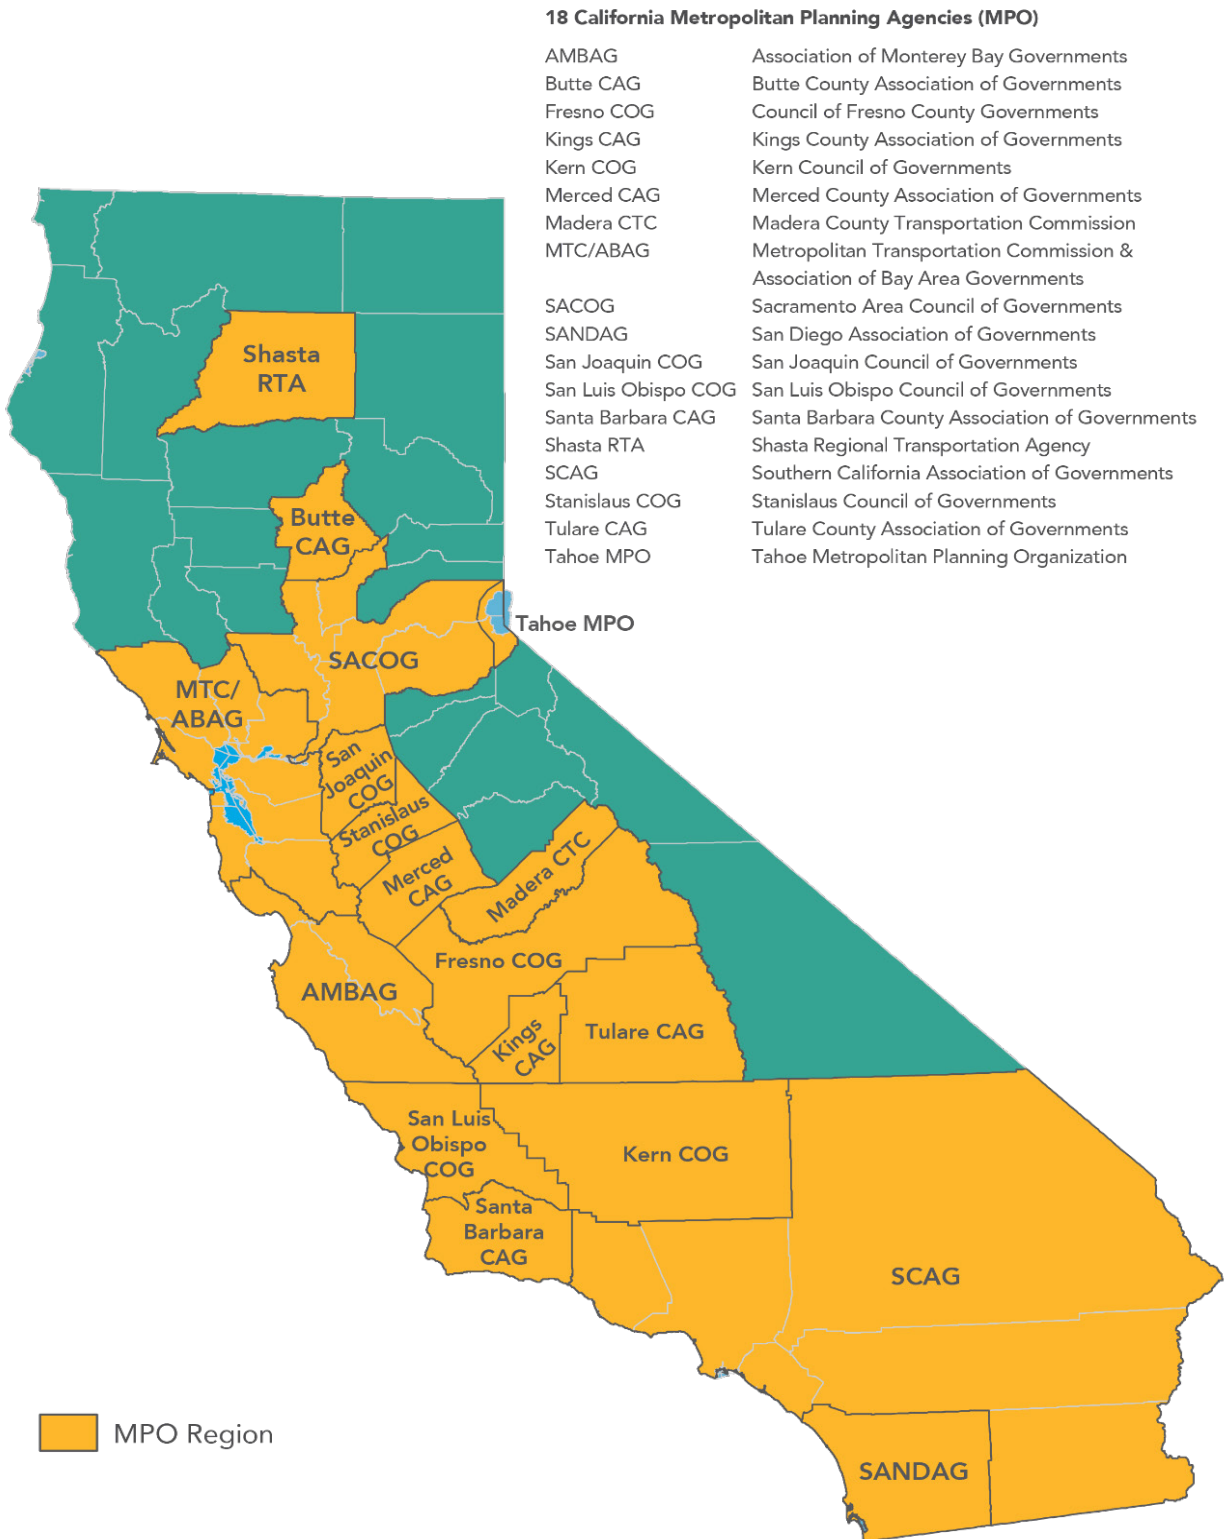 18 California Metropolitan Planning Agencies (MPO)
AMBAG Association of Monterey Bay Governments
Butte CAG Butte County Association of Governments
Fresno COG Council of Fresno County Governments
Kings CAG Kings County Association of Governments
Kern COG Kern Council of Governments
Merced CAG Merced County Association of Governments
Madera CTC Madera County Transportation Commission
MTC/ABAG Metropolitan Transportation Commission &
Association of Bay Area Governments
SACOG Sacramento Area Council of Governments
SANDAG San Diego Association of Governments
San Joaquin COG San Joaquin Council of Governments
San Luis Obispo COG San Luis Obispo Council of Governments
Santa Barbara CAG Santa Barbara County Association of Governments
Shasta RTA Shasta Regional Transportation Agency
SCAG Southern California Association of Governments
Stanislaus COG Stanislaus Council of Governments
Tulare CAG Tulare County Association of Governments
Tahoe MPO Tahoe Metropolitan Planning Organization
Shasta
RTA
Butte
CAG
Tahoe MPO
SACOG
MTC/
ABAG
San
Joaquin
COG
Stanislaus
COG
Merced
CAG
Madera CTC
Fresno COG
AMBAG
Kings
CAG
Tulare CAG
San Luis
Obispo
COG
Kern COG
Santa
Barbara
CAG
SCAG
SANDAG
MPO Region